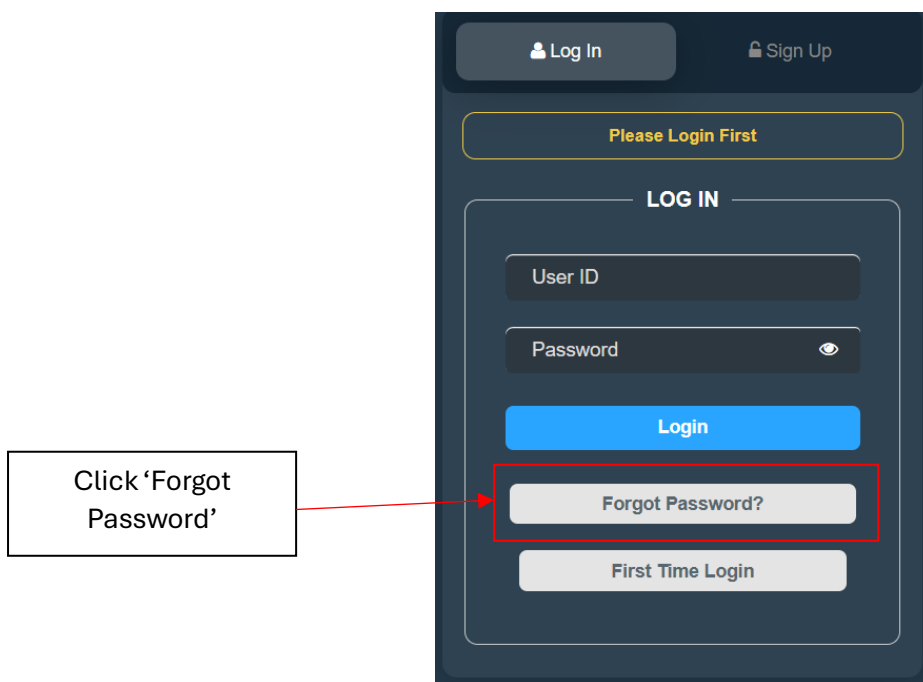 Log In
Sign Up
Please Login First
LOG IN
User ID
Password
Login
Click ‘Forgot
Password’
Forgot Password?
First Time Login